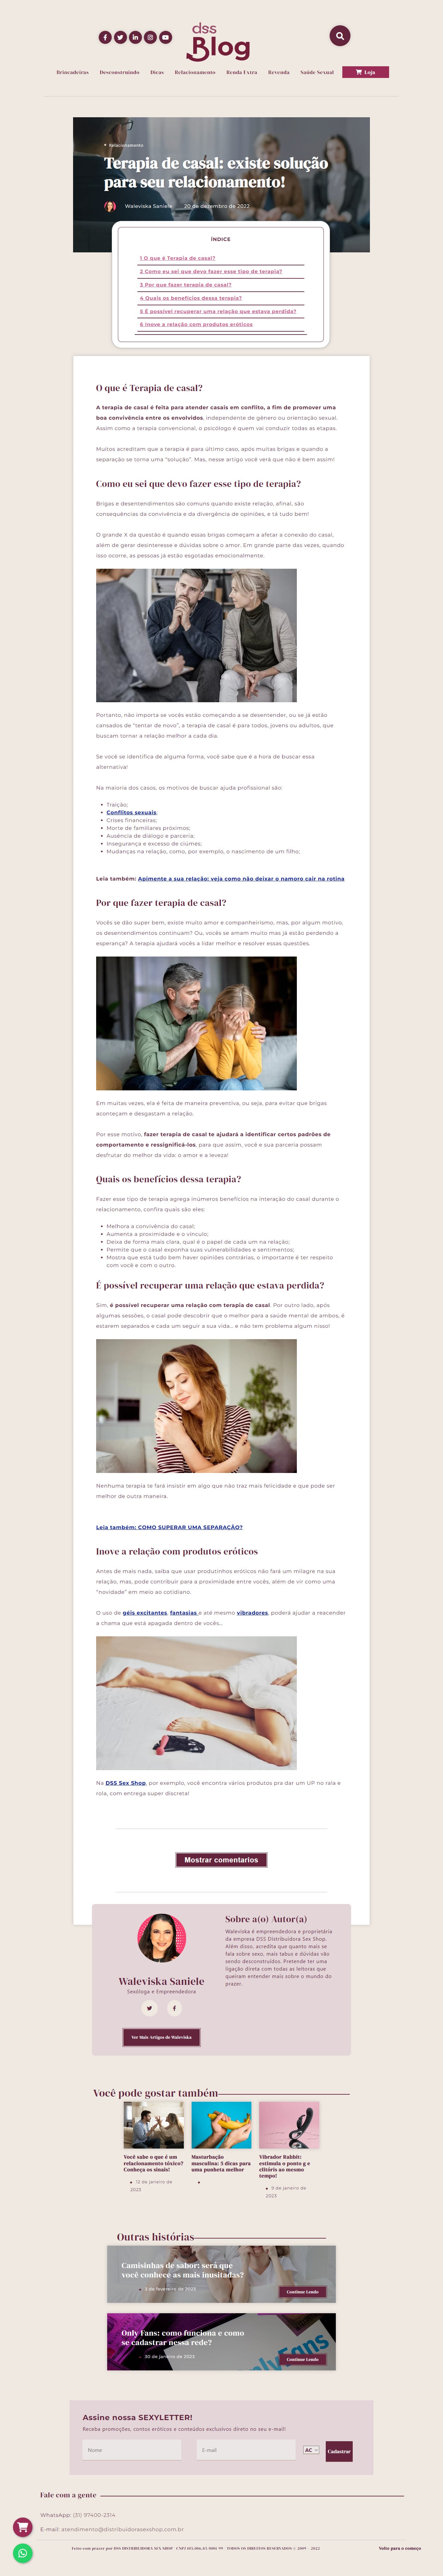 dss
Blog
Brincadeiras Desconstruindo Dicas Relacionamento Renda Extra Revenda Saúde Sexual Loja
Relacionamento
Terapia de casal: existe solução
para seu relacionamento!
Waleviska Saniele 20 de dezembro de 2022
ÍNDICE
1 O que é Terapia de casal?
2 Como eu sei que devo fazer esse tipo de terapia?
3 Por que fazer terapia de casal?
4 Quais os benefícios dessa terapia?
5 É possível recuperar uma relação que estava perdida?
6 Inove a relação com produtos eróticos
O que é Terapia de casal?
A terapia de casal é feita para atender casais em conflito, a fim de promover uma
boa convivência entre os envolvidos, independente de gênero ou orientação sexual.
Assim como a terapia convencional, o psicólogo é quem vai conduzir todas as etapas.
Muitos acreditam que a terapia é para último caso, após muitas brigas e quando a
separação se torna uma "solução". Mas, nesse artigo você verá que não é bem assim!
Como eu sei que devo fazer esse tipo de terapia?
Brigas e desentendimentos são comuns quando existe relação, afinal, são
consequências da convivência e da divergência de opiniões, e tá tudo bem!
O grande X da questão é quando essas brigas começam a afetar a conexão do casal,
além de gerar desinteresse e dúvidas sobre o amor. Em grande parte das vezes, quando
isso ocorre, as pessoas já estão esgotadas emocionalmente.
Portanto, não importa se vocês estão começando a se desentender, ou se já estão
cansados de "tentar de novo", a terapia de casal é para todos, jovens ou adultos, que
buscam tornar a relação melhor a cada dia.
Se você se identifica de alguma forma, você sabe que é a hora de buscar essa
alternativa!
Na maioria dos casos, os motivos de buscar ajuda profissional são:
Traição;
Conflitos sexuais;
Crises financeiras;
Morte de familiares próximos;
Ausência de diálogo e parceria;
Insegurança e excesso de ciúmes;
Mudanças na relação, como, por exemplo, o nascimento de um filho;
Leia também: Apimente a sua relação: veja como não deixar o namoro cair na rotina
Por que fazer terapia de casal?
Vocês se dão super bem, existe muito amor e companheirismo, mas, por algum motivo,
os desentendimentos continuam? Ou, vocês se amam muito mas já estão perdendo a
esperança? A terapia ajudará vocês a lidar melhor e resolver essas questões.
Em muitas vezes, ela é feita de maneira preventiva, ou seja, para evitar que brigas
aconteçam e desgastam a relação.
Por esse motivo, fazer terapia de casal te ajudará a identificar certos padrões de
comportamento e ressignificá-los, para que assim, você e sua parceria possam
desfrutar do melhor da vida: o amor e a leveza!
Quais os benefícios dessa terapia?
Fazer esse tipo de terapia agrega inúmeros benefícios na interação do casal durante o
relacionamento, confira quais são eles:
Melhora a convivência do casal;
Aumenta a proximidade e o vínculo;
Deixa de forma mais clara, qual é o papel de cada um na relação;
Permite que o casal exponha suas vulnerabilidades e sentimentos;
Mostra que está tudo bem haver opiniões contrárias, o importante é ter respeito
com você e com o outro.
É possível recuperar uma relação que estava perdida?
Sim, é possível recuperar uma relação com terapia do casal. Por outro lado, após
algumas sessões, o casal pode descobrir que o melhor para a saúde mental de ambos, é
estarem separados e cada um seguir a sua vida... e não tem problema algum nisso!
Nenhuma terapia te fará insistir em algo que não traz mais felicidade e que pode ser
melhor de outra maneira.
Leia também: COMO SUPERAR UMA SEPARAÇÃO?
Inove a relação com produtos eróticos
Antes de mais nada, saiba que usar produtinhos eróticos não fará um milagre na sua
relação, mas, pode contribuir para a proximidade entre vocês, além de vir como uma
"novidade" em meio ao cotidiano.
O uso de géis excitantes, fantasias e até mesmo vibradores, poderá ajudar a reacender
a chama que está apagada dentro de vocês...
Na DSS Sex Shop, por exemplo, você encontra vários produtos pra dar um UP no rala e
rola, com entrega super discreta!
Mostrar comentarios
Waleviska Saniele
Sexóloga e Empreendedora
Ver Mais Artigos de Waleviska
Sobre a(o) Autor(a)
Waleviska é empreendedora e proprietária
da empresa DSS Distribuidora Sex Shop.
Além disso, acredita que quanto mais se
fala sobre sexo, mais tabus e dúvidas vão
sendo desconstruídos. Pretende ter uma
ligação direta com todas as leitoras que
queiram entender mais sobre o mundo do
prazer.
Você pode gostar também
Você sabe o que é um
relacionamento tóxico?
Conheça os sinais!
12 de janeiro de
2023
Masturbação
masculina: 5 dicas para
uma punheta melhor
Vibrador Rabbit:
estimula o ponto g e
clitóris ao mesmo
tempo!
9 de janeiro de
2023
Outras histórias
Camisinhas de sabor: será que
você conhece as mais inusitadas?
3 de fevereiro de 2023
Continue Lendo
Only Fans: como funciona e como
se cadastrar nessa rede?
30 de janeiro de 2023
Continue Lendo
OnlyFans
Assine nossa SEXYLETTER!
Receba promoções, contos eróticos e conteúdos exclusivos direto no seu e-mail!
Nome E-mail AC Cadastrar
Fale com a gente
WhatsApp: (31) 97400-2314
E-mail: atendimento@distribuidorasexshop.com.br
Volte para o começo